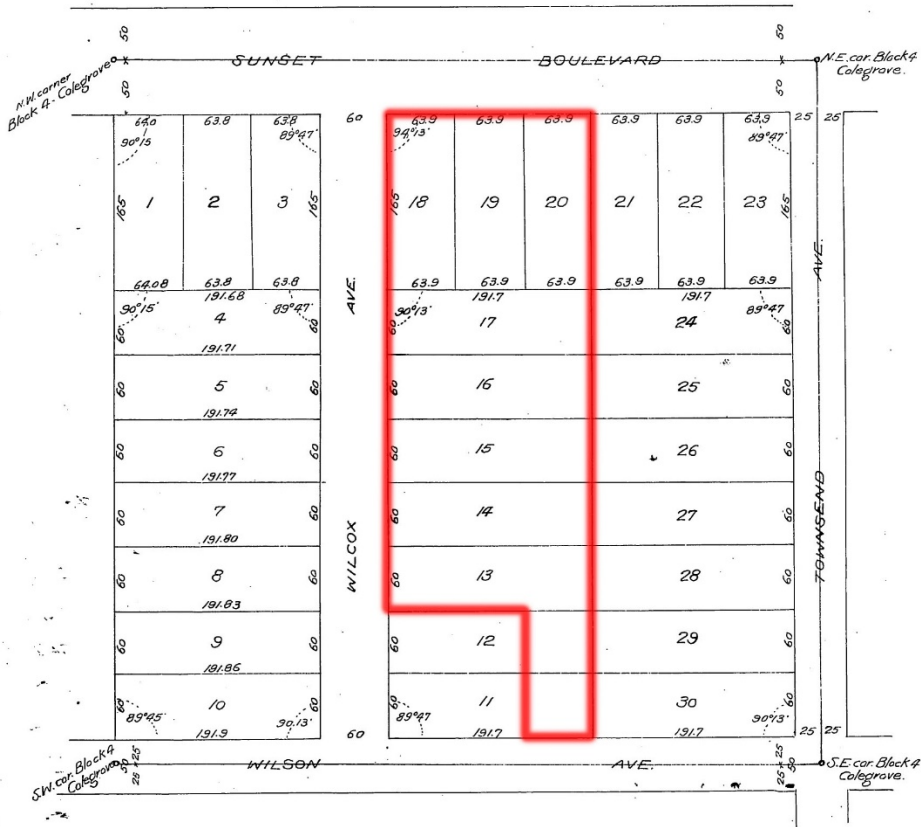 50 50
SUNSET BOULEVARD
N.W. corner
Block 4 - Colegrove
N.E. cor. Block 4
Colegrove.
50 50
64.0 63.8 63.8 60 63.9 63.9 63.9 63.9 63.9 63.9 25 25
90°15 89°47' 94°13' 89°47'
165 1 2 3 165 165 18 19 20 21 22 23 165
64.08 63.8 63.8 63.9 63.9 63.9 63.9 63.9 63.9
191.68 191.7 191.7
90°15' 89°47' 90°13' 89°47'
60 4 60 60 17 24 60
191.71
60 5 60 60 16 25 60
191.74
60 6 60 60 15 26 60
191.77
60 7 60 60 14 27 60
191.80
60 8 60 60 13 28 60
191.83
60 9 60 60 12 29 60
191.86
60 10 60 60 11 30 60
89°45' 90.13' 89°47 90°13'
191.9 60 191.7 191.7 25 25
WILCOX AVE.
TOWNSEND AVE.
S.W. cor. Block 4
Colegrove
50 25 + 25
WILSON AVE.
50 25 + 25
S.E. cor. Block 4
Colegrove.